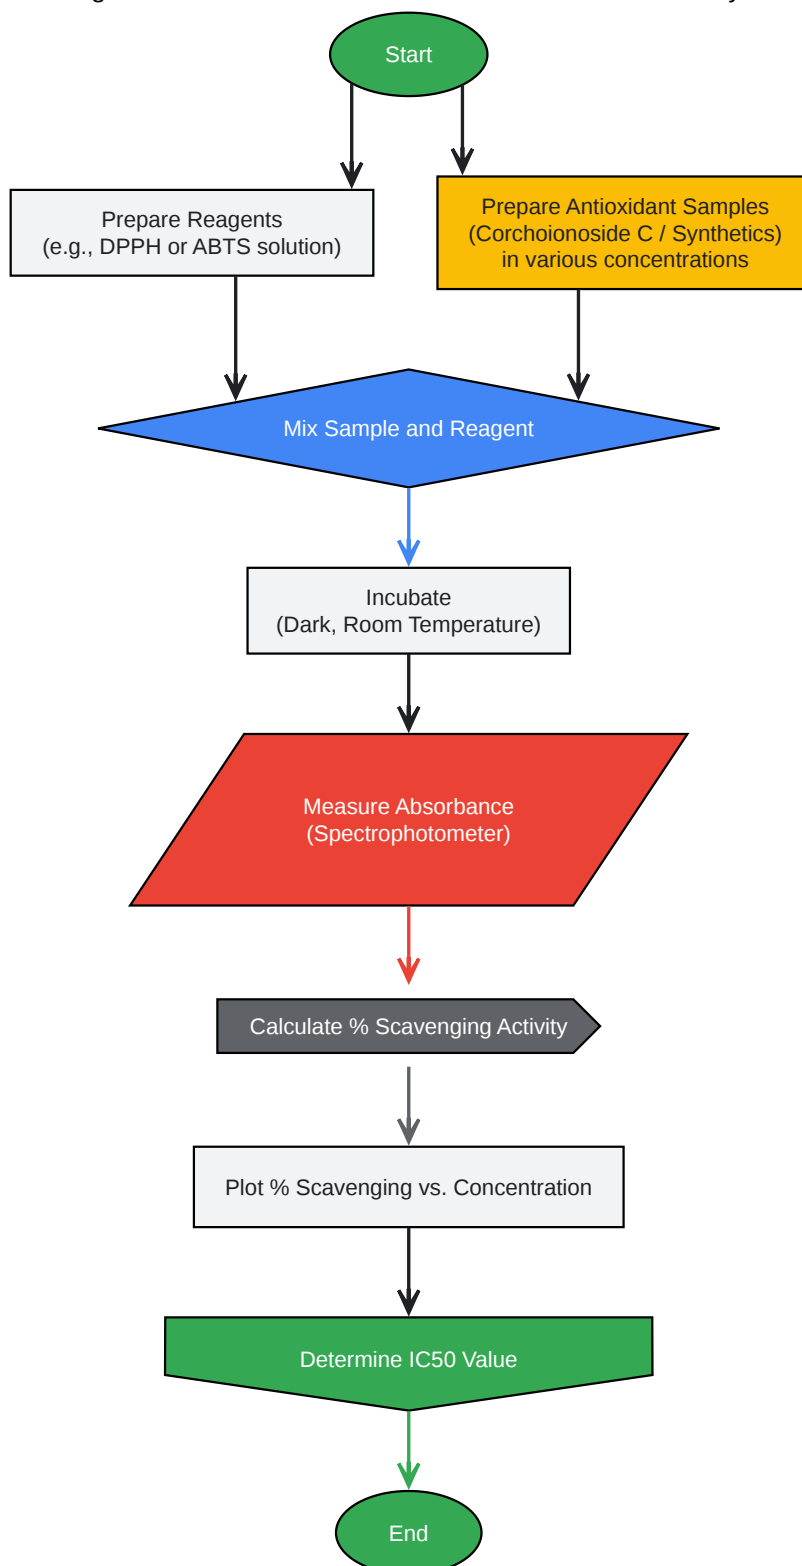 Start
Prepare Reagents
(e.g., DPPH or ABTS solution)
Prepare Antioxidant Samples
(Corchoionoside C / Synthetics)
in various concentrations
Mix Sample and Reagent
Incubate
(Dark, Room Temperature)
Measure Absorbance
(Spectrophotometer)
Calculate % Scavenging Activity
Plot % Scavenging vs. Concentration
Determine IC50 Value
End